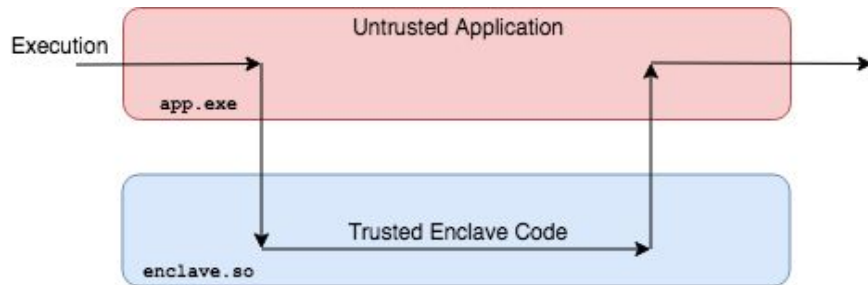 Untrusted Application
Execution
app.exe
Trusted Enclave Code
enclave.so